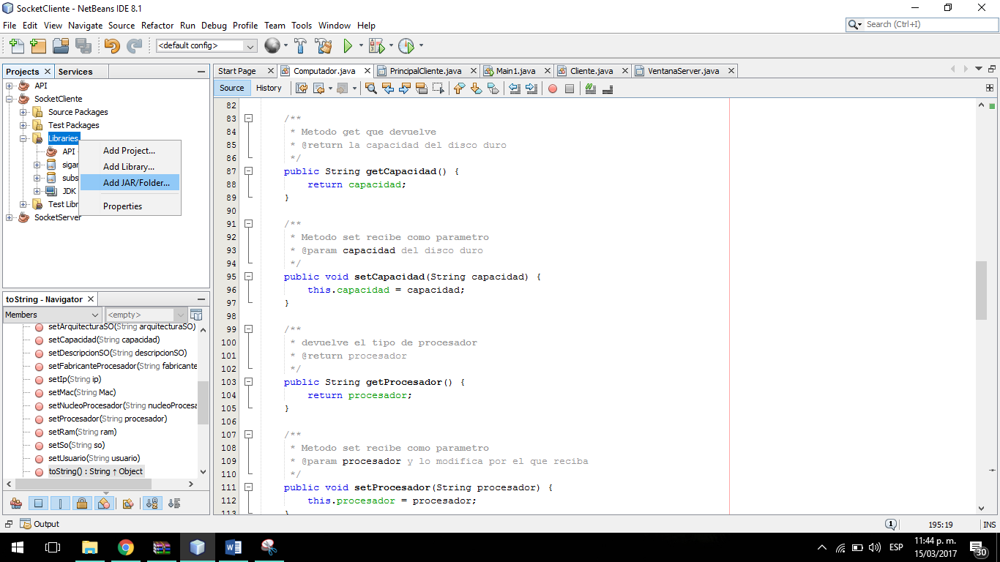 SocketCliente - NetBeans IDE 8.1
File Edit View Navigate Source Refactor Run Debug Profile Team Tools Window Help
Search (Ctrl+I)
<default config>
Projects Services
API
SocketCliente
Source Packages
Test Packages
Libraries
API
sigar
subs
JDK
Test Libr
SocketServer
Add Project...
Add Library...
Add JAR/Folder...
Properties
toString - Navigator
Members <empty>
setArquitecturaSO(String arquitecturaSO)
setCapacidad(String capacidad)
setDescripcionSO(String descripcionSO)
setFabricanteProcesador(String fabricante
setIp(String ip)
setMac(String Mac)
setNucleoProcesador(String nucleoProcesa
setProcesador(String procesador)
setRam(String ram)
setSo(String so)
setUsuario(String usuario)
toString() : String ↑ Object
Start Page Computador.java PrincipalCliente.java Main1.java Cliente.java VentanaServer.java
Source History
82
83 /**
84 * Metodo get que devuelve
85 * @return la capacidad del disco duro
86 */
87 public String getCapacidad() {
88 return capacidad;
89 }
90
91 /**
92 * Metodo set recibe como parametro
93 * @param capacidad del disco duro
94 */
95 public void setCapacidad(String capacidad) {
96 this.capacidad = capacidad;
97 }
98
99 /**
100 * devuelve el tipo de procesador
101 * @return procesador
102 */
103 public String getProcesador() {
104 return procesador;
105 }
106
107 /**
108 * Metodo set recibe como parametro
109 * @param procesador y lo modifica por el que reciba
110 */
111 public void setProcesador(String procesador) {
112 this.procesador = procesador;
113 }
Output
1 195:19 INS
ESP
11:44 p. m.
15/03/2017
30